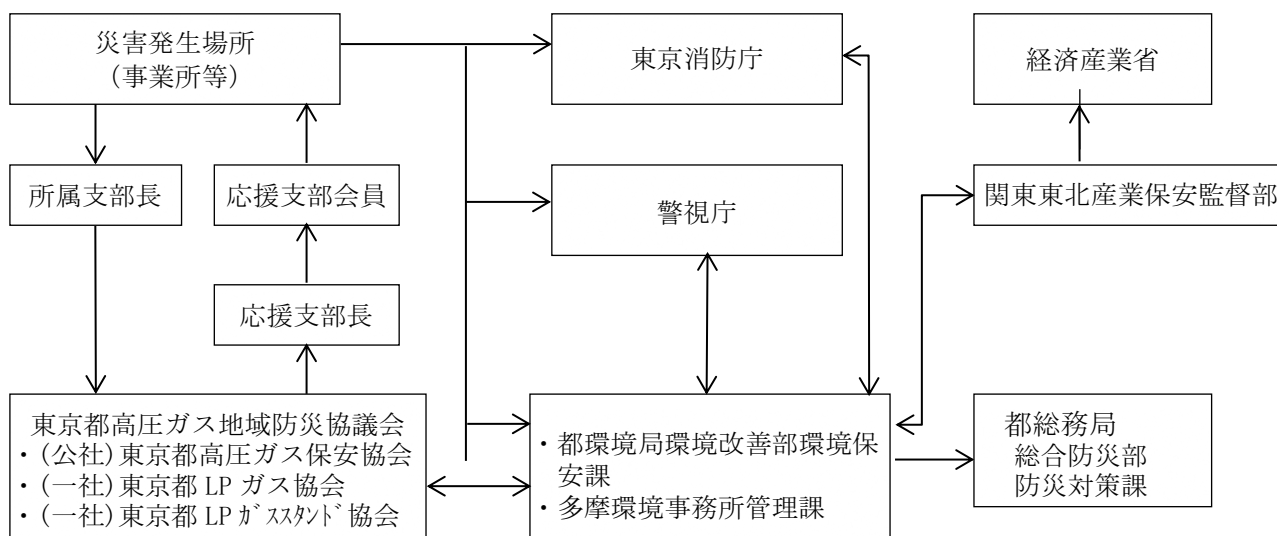 災害発生場所
（事業所等）
東京消防庁
経済産業省
所属支部長
応援支部会員
警視庁
関東東北産業保安監督部
応援支部長
東京都高圧ガス地域防災協議会
・(公社)東京都高圧ガス保安協会
・(一社)東京都 LP ガス協会
・(一社)東京都 LP ｶﾞｽｽﾀﾝﾄﾞ協会
・都環境局環境改善部環境保
安課
・多摩環境事務所管理課
都総務局
総合防災部
防災対策課